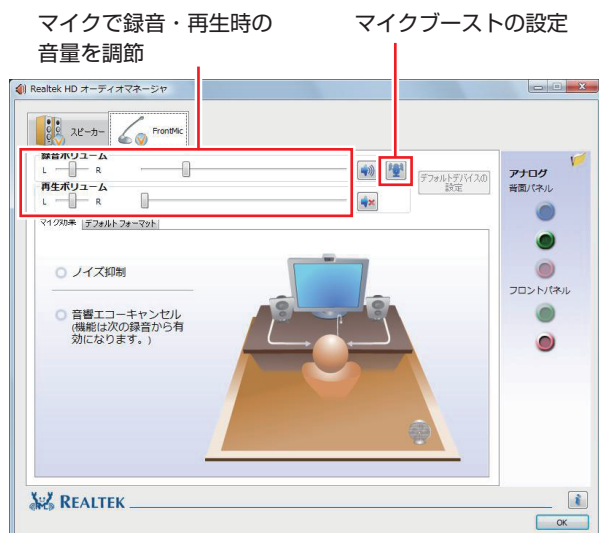 マイクで録音・再生時の
音量を調節
マイクブーストの設定
Realtek HD オーディオマネージャ
スピーカー
FrontMic
録音ボリューム
L R
デフォルトデバイスの
設定
再生ボリューム
L R
マイク効果 デフォルトフォーマット
ノイズ抑制
音響エコーキャンセル
(機能は次の録音から有
効になります。)
アナログ
背面パネル
フロントパネル
REALTEK
i
OK